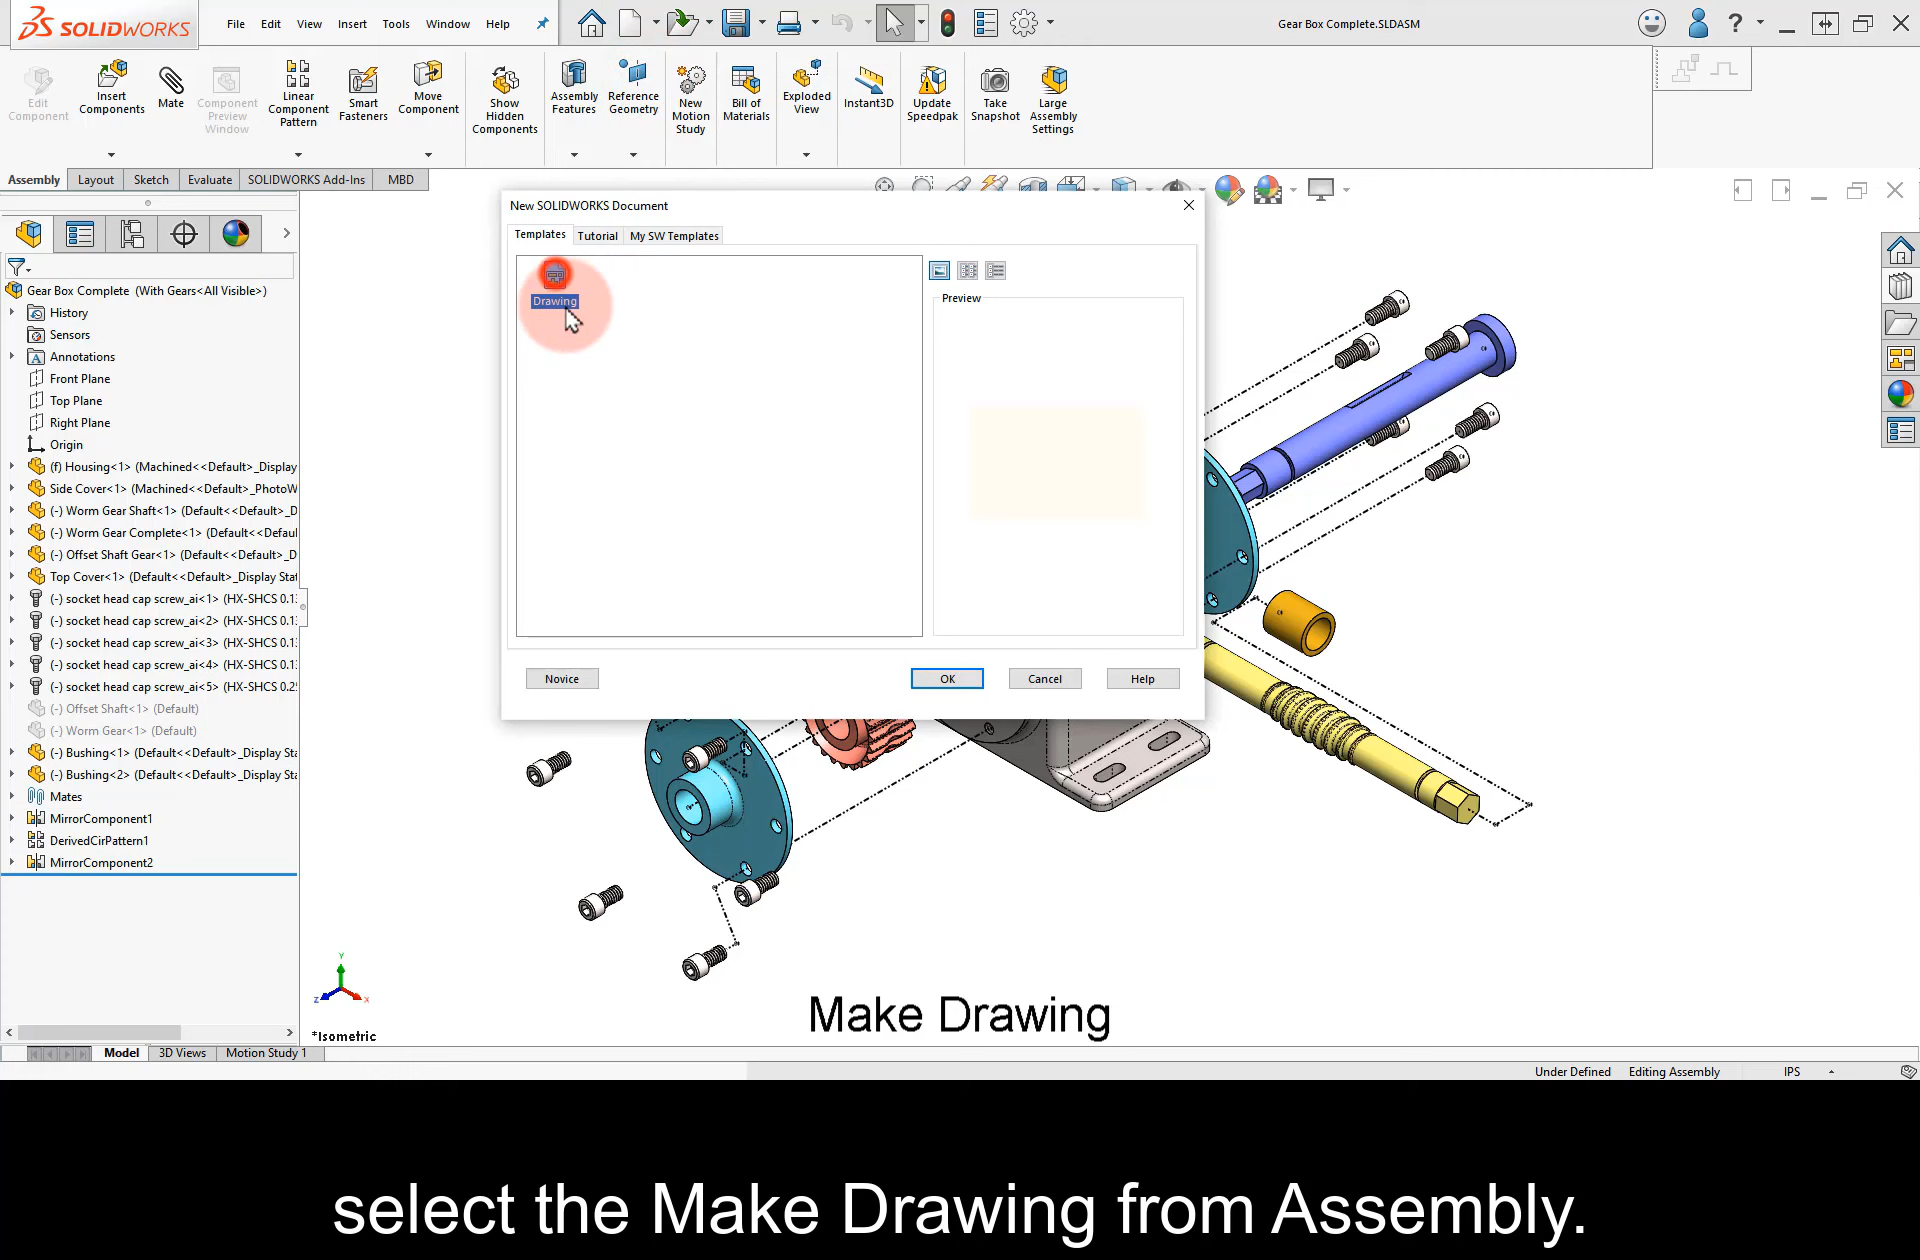 SOLIDWORKS
File Edit View Insert Tools Window Help
Gear Box Complete.SLDASM
Edit Component
Insert Components
Mate
Component Preview Window
Linear Component Pattern
Smart Fasteners
Move Component
Show Hidden Components
Assembly Features
Reference Geometry
New Motion Study
Bill of Materials
Exploded View
Instant3D
Update Speedpak
Take Snapshot
Large Assembly Settings
Assembly Layout Sketch Evaluate SOLIDWORKS Add-Ins MBD
New SOLIDWORKS Document
Templates Tutorial My SW Templates
Drawing
Preview
Novice OK Cancel Help
Gear Box Complete (With Gears<All Visible>)
History
Sensors
Annotations
Front Plane
Top Plane
Right Plane
Origin
(f) Housing<1> (Machined<<Default>_Display
Side Cover<1> (Machined<<Default>_PhotoW
(-) Worm Gear Shaft<1> (Default<<Default>_D
(-) Worm Gear Complete<1> (Default<<Defaul
(-) Offset Shaft Gear<1> (Default<<Default>_D
Top Cover<1> (Default<<Default>_Display Stat
(-) socket head cap screw_ai<1> (HX-SHCS 0.13
(-) socket head cap screw_ai<2> (HX-SHCS 0.13
(-) socket head cap screw_ai<3> (HX-SHCS 0.13
(-) socket head cap screw_ai<4> (HX-SHCS 0.13
(-) socket head cap screw_ai<5> (HX-SHCS 0.25
(-) Offset Shaft<1> (Default)
(-) Worm Gear<1> (Default)
(-) Bushing<1> (Default<<Default>_Display Sta
(-) Bushing<2> (Default<<Default>_Display Sta
Mates
MirrorComponent1
DerivedCirPattern1
MirrorComponent2
Y
Z
X
*Isometric
Make Drawing
Model 3D Views Motion Study 1
Under Defined Editing Assembly IPS
select the Make Drawing from Assembly.